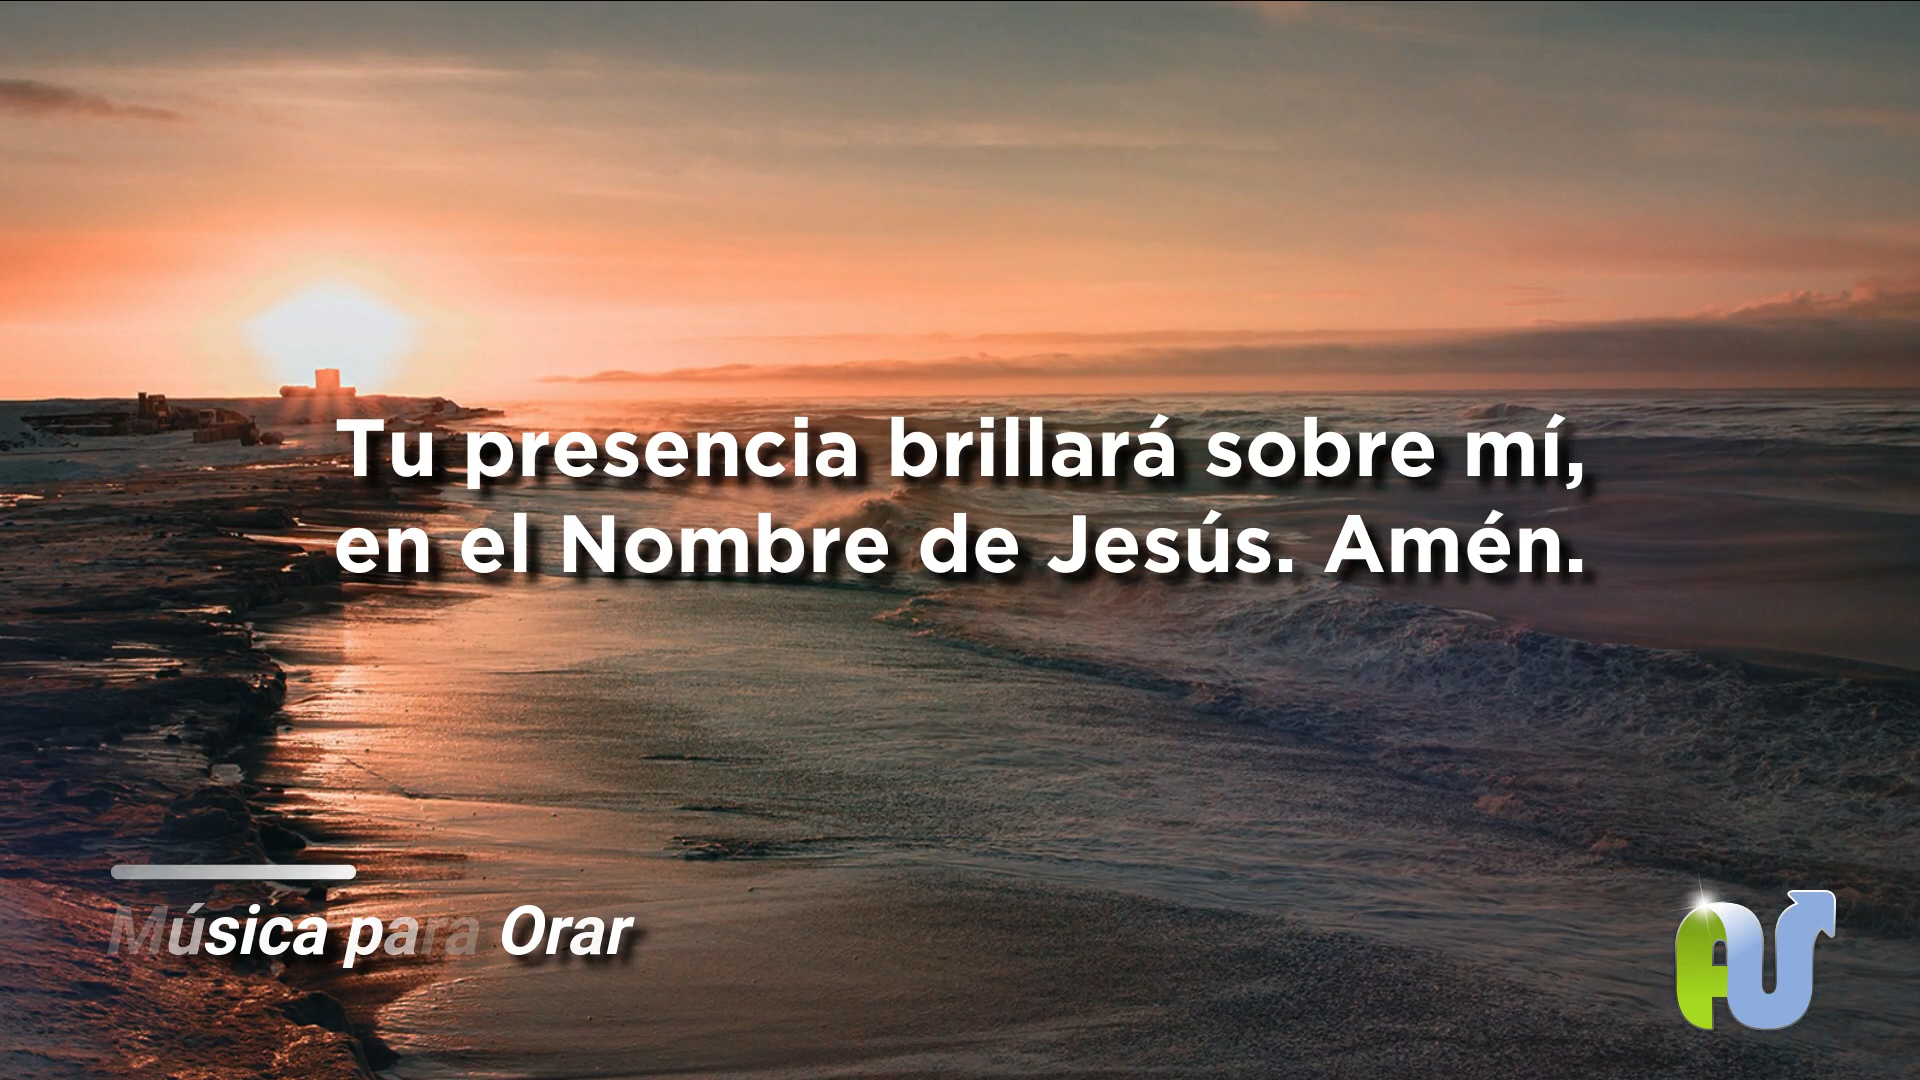 Tu presencia brillará sobre mí,
en el Nombre de Jesús. Amén.
Música para Orar